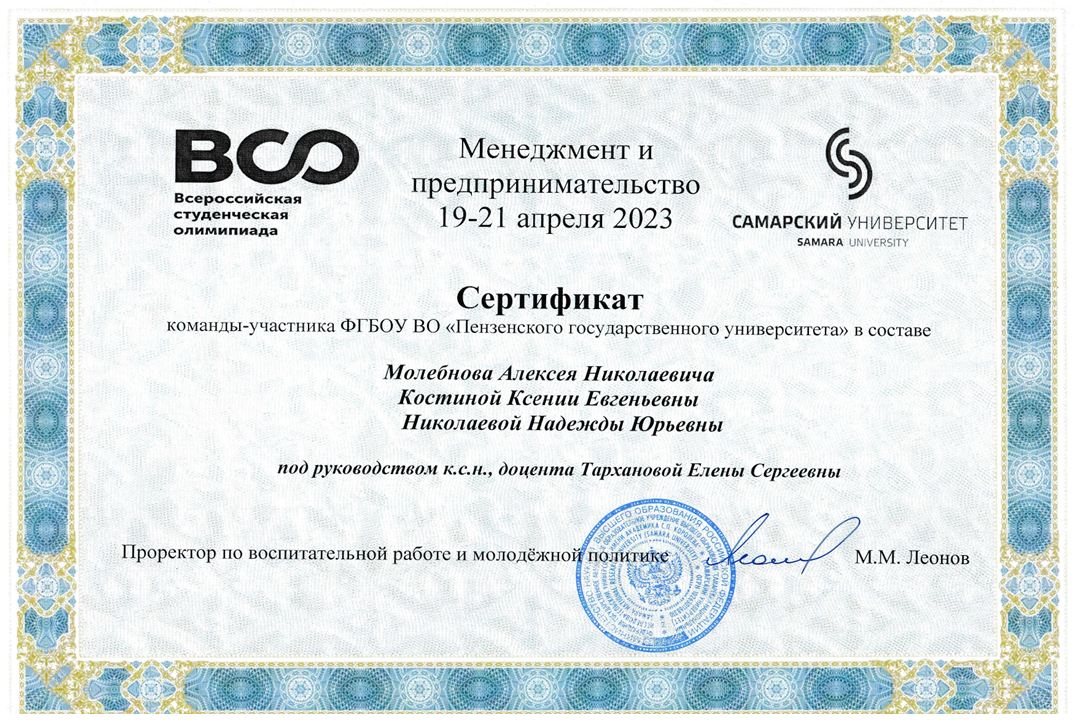 ВСО
Всероссийская
студенческая
олимпиада
Менеджмент и
предпринимательство
19-21 апреля 2023
САМАРСКИЙ УНИВЕРСИТЕТ
SAMARA UNIVERSITY
Сертификат
команды-участника ФГБОУ ВО «Пензенского государственного университета» в составе
Молебнова Алексея Николаевича
Костиной Ксении Евгеньевны
Николаевой Надежды Юрьевны
под руководством к.с.н., доцента Тархановой Елены Сергеевны
Проректор по воспитательной работе и молодёжной политике
М.М. Леонов